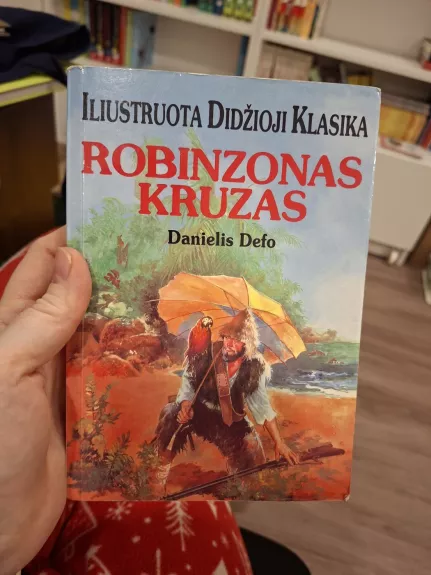 ILIUSTRUOTA DIDŽIOJI KLASIKA
ROBINZONAS
KRUZAS
Danielis Defo